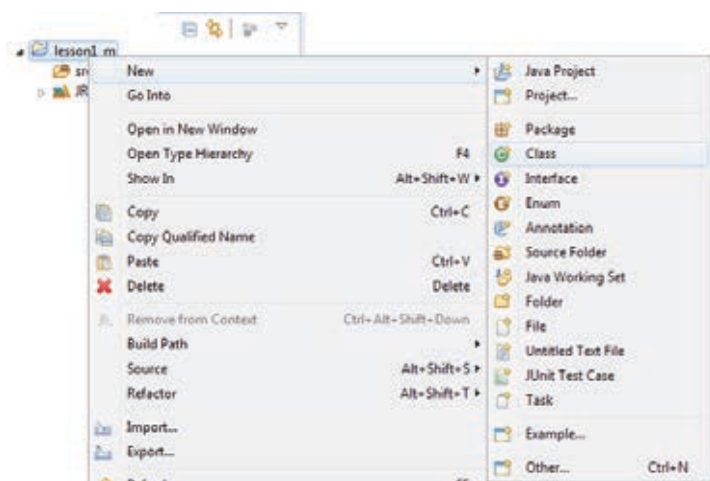 lesson1_m
New
Go Into
Open in New Window
Open Type Hierarchy F4
Show In Alt+Shift+W
Copy Ctrl+C
Copy Qualified Name
Paste Ctrl+V
Delete Delete
Remove from Context Ctrl+Alt+Shift+Down
Build Path
Source Alt+Shift+S
Refactor Alt+Shift+T
Import...
Export...
Java Project
Project...
Package
Class
Interface
Enum
Annotation
Source Folder
Java Working Set
Folder
File
Untitled Text File
JUnit Test Case
Task
Example...
Other... Ctrl+N